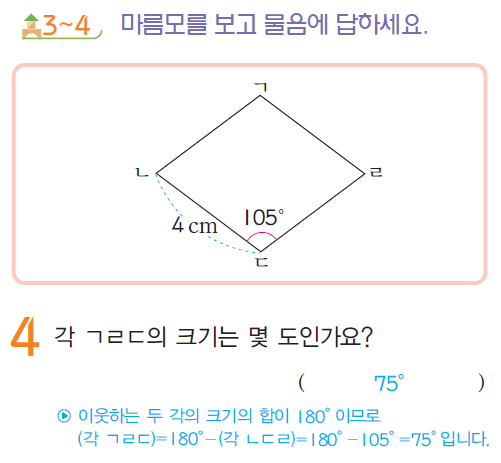 3~4 마름모를 보고 물음에 답하세요.
ㄱ
ㄴ ㄹ
4 cm 105°
ㄷ
4 각 ㄱㄹㄷ의 크기는 몇 도인가요?
( 75° )
이웃하는 두 각의 크기의 합이 180°이므로
(각 ㄱㄹㄷ)=180°-(각 ㄴㄷㄹ)=180°-105°=75°입니다.